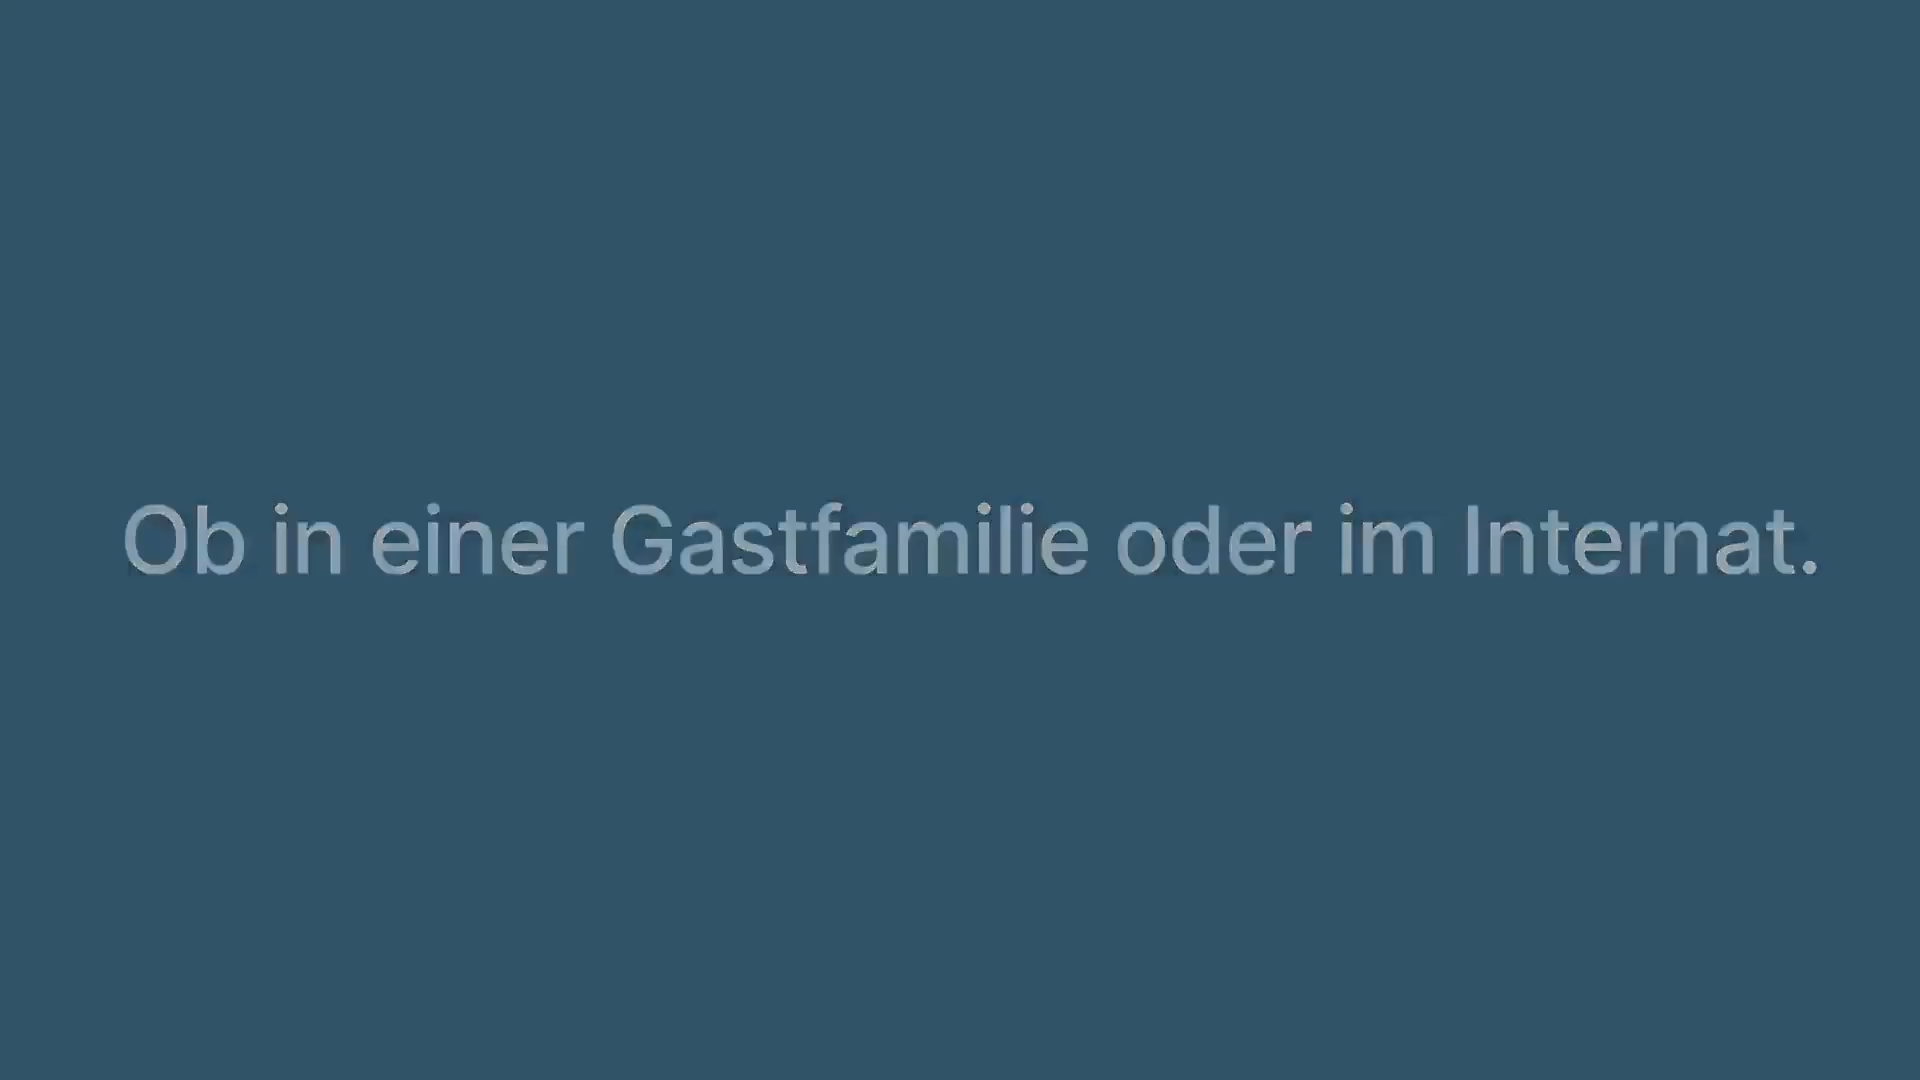 Ob in einer Gastfamilie oder im Internat.